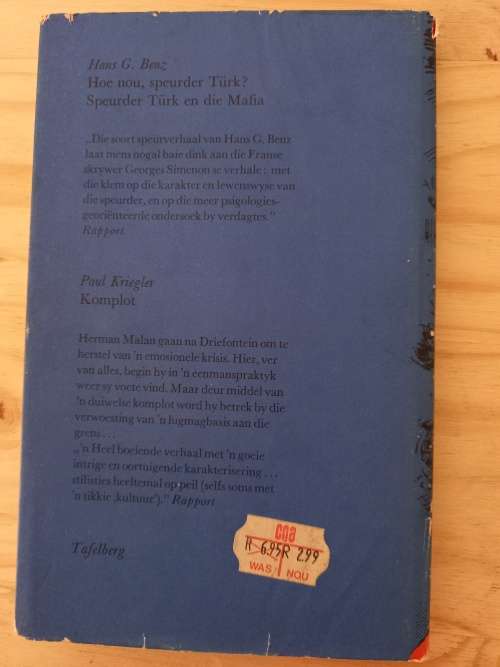 Hans G. Benz
Hoe nou, speurder Türk?
Speurder Türk en die Mafia
„Die soort speurverhaal van Hans G. Benz
laat mens nogal baie dink aan die Franse
skrywer Georges Simenon se verhale: met
die klem op die karakter en lewenswyse van
die speurder, en op die meer psigologies-
georiënteerde ondersoek by verdagtes.”
Rapport
Paul Kriegler
Komplot
Herman Malan gaan na Driefontein om te
herstel van 'n emosionele krisis. Hier, ver
van alles, begin hy in 'n eenmanspraktyk
weer sy voete vind. Maar deur middel van
'n duiwelse komplot word hy betrek by die
verwoesting van 'n lugmagbasis aan die
grens...
„'n Heel boeiende verhaal met 'n goeie
intrige en oortuigende karakterisering...
stilisties heeltemal op peil (selfs soms met
'n tikkie ‚kultuur’).” Rapport
Tafelberg
cna
R 6.95 R 2.99
WAS NOU